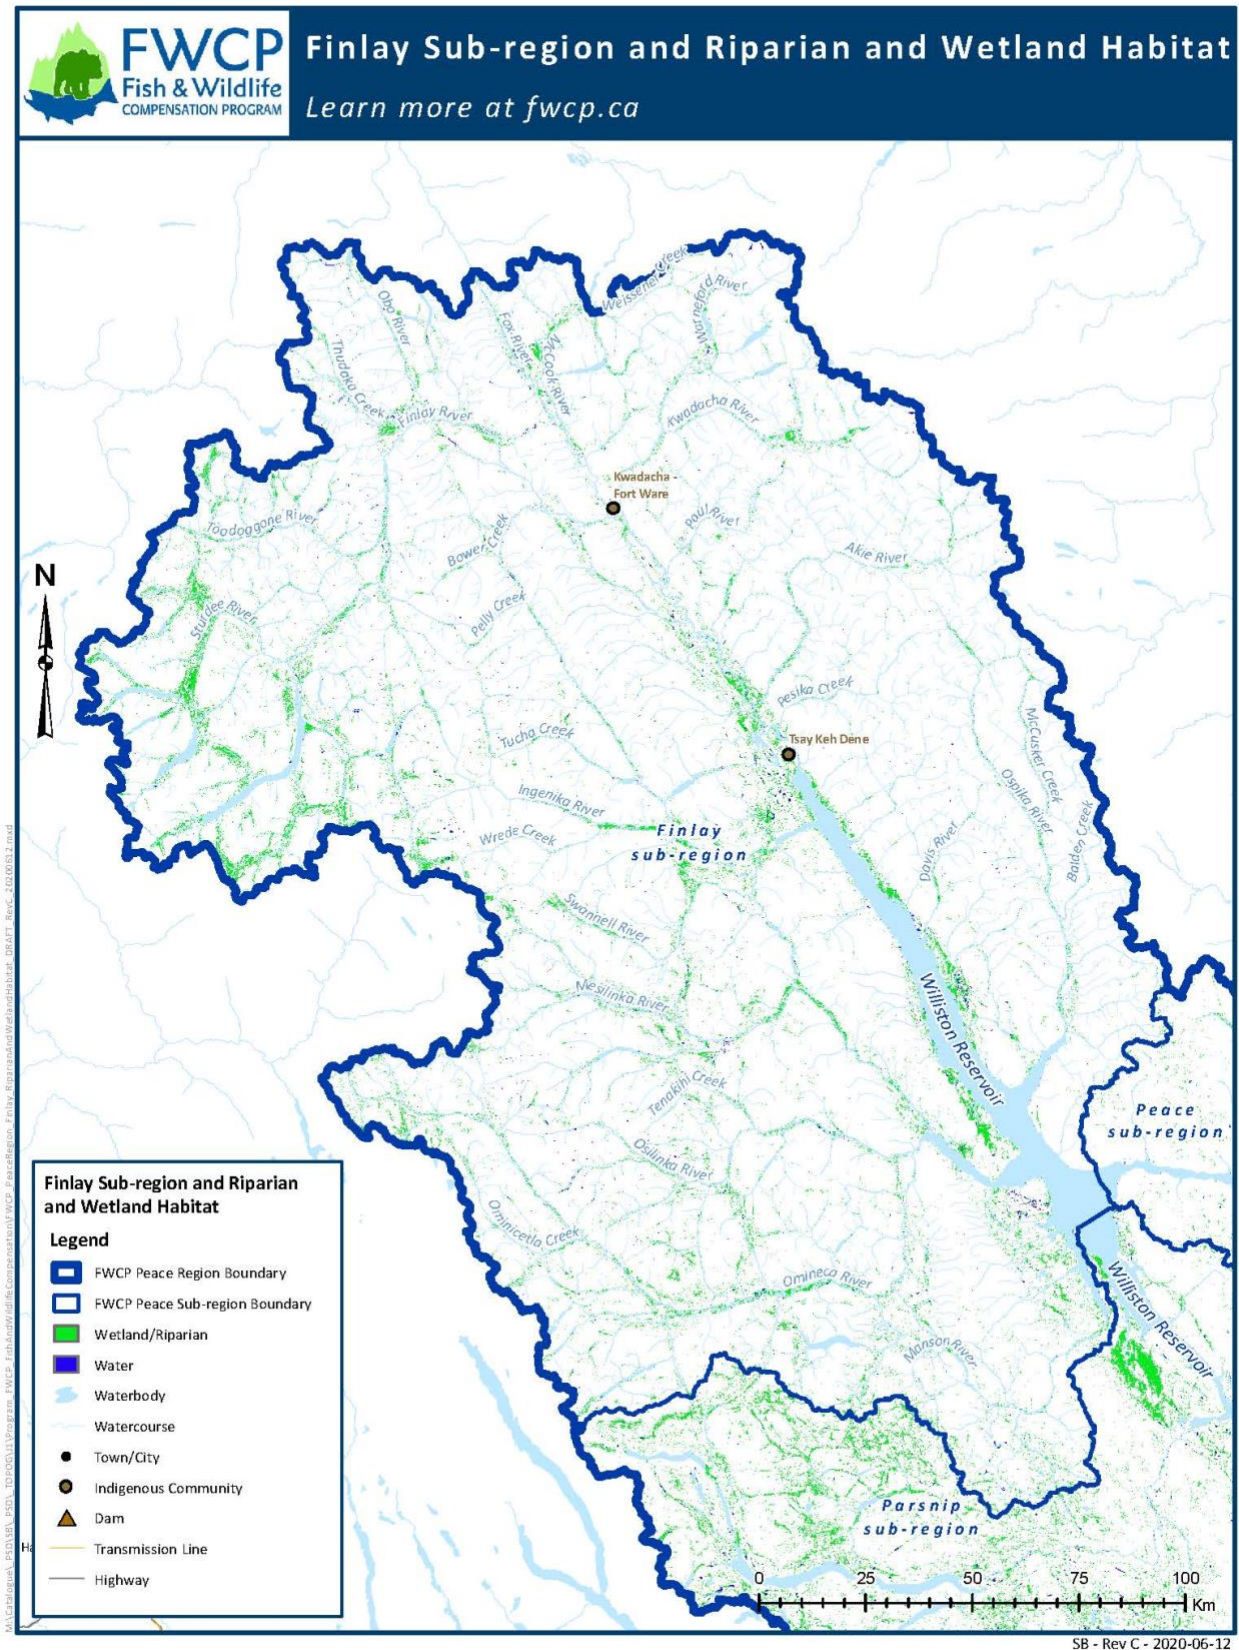 FWCP
Fish & Wildlife
COMPENSATION PROGRAM
Finlay Sub-region and Riparian and Wetland Habitat
Learn more at fwcp.ca
Weissener Creek
Warneford River
Obo River
Fox River
McCook River
Thudaka Creek
Finlay River
Kwadacha River
Kwadacha -
Fort Ware
Toodoggone River
Bower Creek
Paul River
Akie River
N
Pelly Creek
Sturdee River
Pesika Creek
Tucha Creek
Tsay Keh Dene
McCusker Creek
Ospika River
Ingenika River
Wrede Creek
Finlay
sub-region
Davis River
Balden Creek
Swannell River
Mesilinka River
Williston Reservoir
Tenakihi Creek
Peace
sub-region
Osilinka River
Ominicetla Creek
Omineca River
Williston Reservoir
Manson River
Parsnip
sub-region
Finlay Sub-region and Riparian
and Wetland Habitat
Legend
FWCP Peace Region Boundary
FWCP Peace Sub-region Boundary
Wetland/Riparian
Water
Waterbody
Watercourse
Town/City
Indigenous Community
Dam
Transmission Line
Highway
0 25 50 75 100
Km
SB - Rev C - 2020-06-12